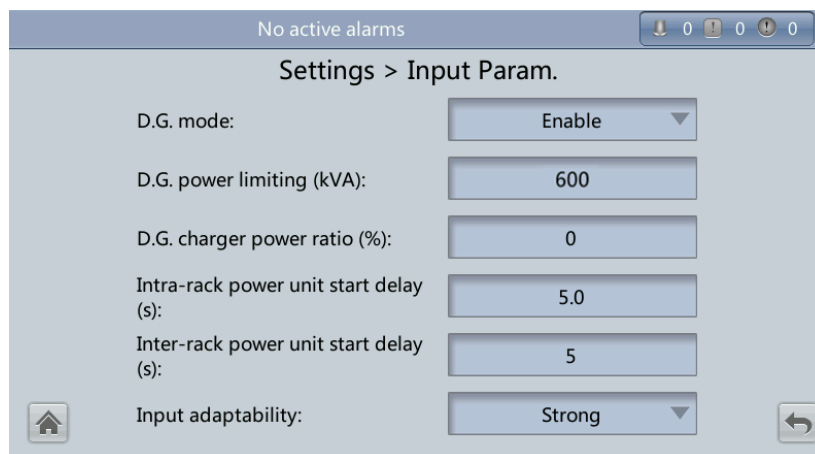 No active alarms
0 0 0
Settings > Input Param.
D.G. mode: Enable
D.G. power limiting (kVA): 600
D.G. charger power ratio (%): 0
Intra-rack power unit start delay
(s): 5.0
Inter-rack power unit start delay
(s): 5
Input adaptability: Strong